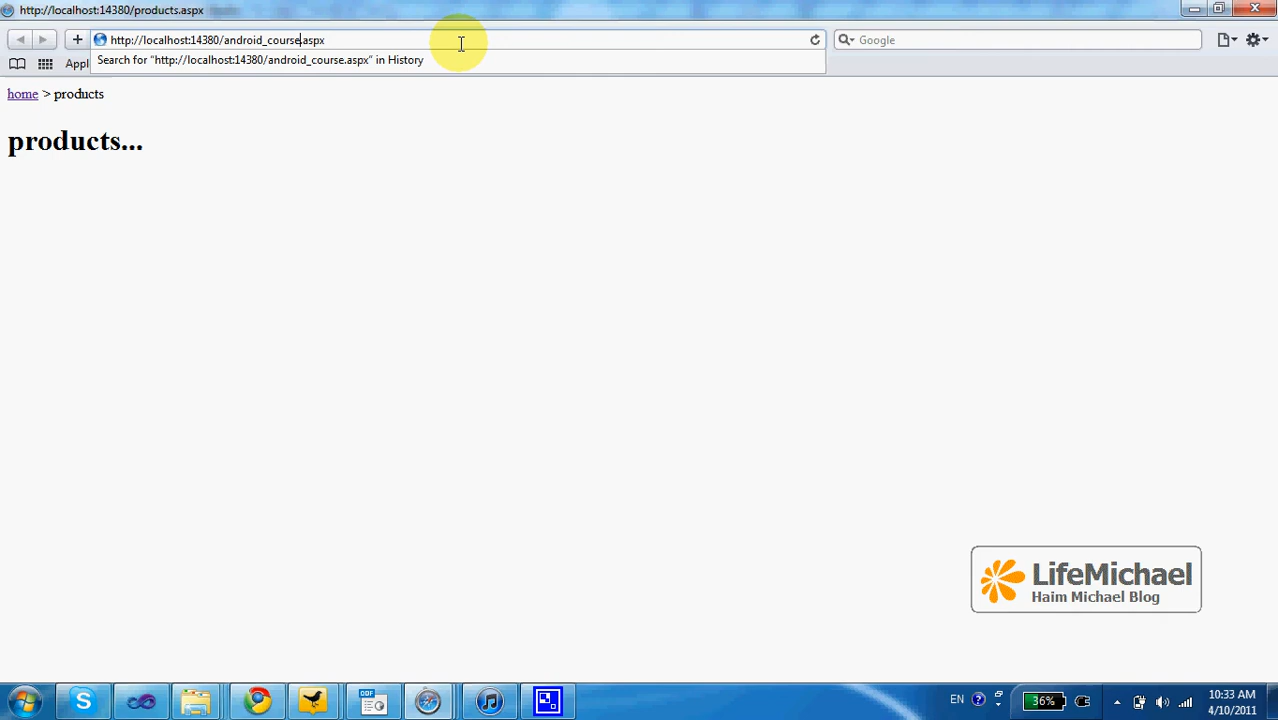 http://localhost:14380/products.aspx
http://localhost:14380/android_course.aspx
Google
Search for "http://localhost:14380/android_course.aspx" in History
Appl
home > products
products...
LifeMichael
Haim Michael Blog
ODF
EN
36%
10:33 AM
4/10/2011